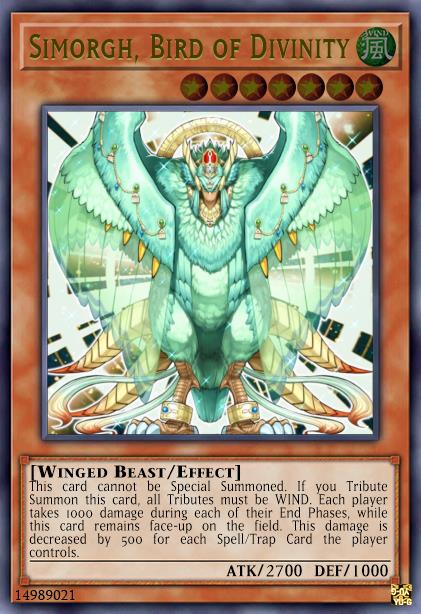 Simorgh, Bird of Divinity
WIND
風
[Winged Beast/Effect]
This card cannot be Special Summoned. If you Tribute
Summon this card, all Tributes must be WIND. Each player
takes 1000 damage during each of their End Phases, while
this card remains face-up on the field. This damage is
decreased by 500 for each Spell/Trap Card the player
controls.
ATK/2700 DEF/1000
14989021